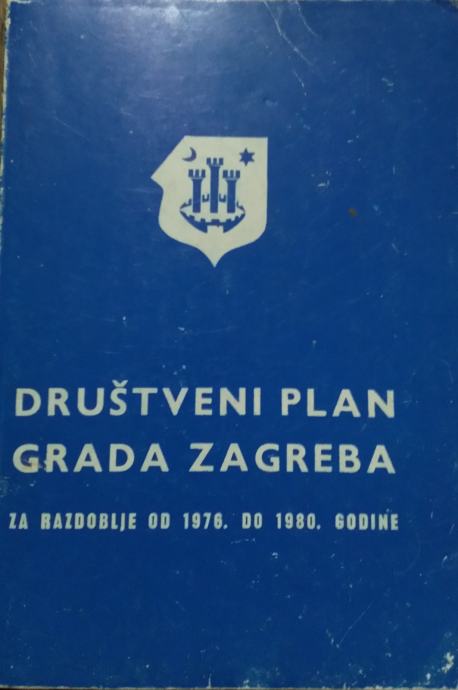 DRUŠTVENI PLAN
GRADA ZAGREBA
ZA RAZDOBLJE OD 1976. DO 1980. GODINE